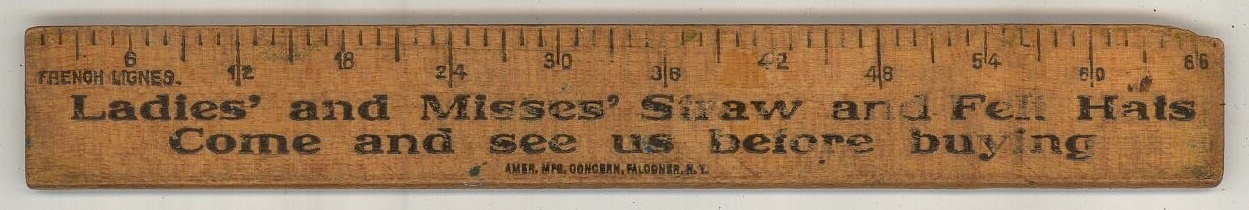 6 12 18 24 30 36 42 48 54 60 66
FRENCH LIGNES.
Ladies' and Misses' Straw and Felt Hats
Come and see us before buying
AMER. MFG. CONCERN, FALCONER, N.Y.